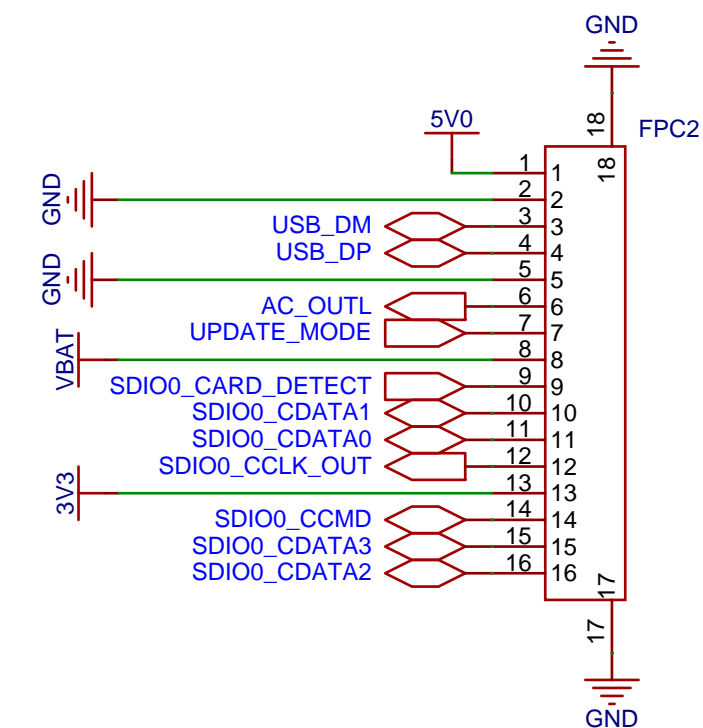 GND
18
FPC2
18
5V0
1 1
GND 2 2
USB_DM 3 3
USB_DP 4 4
GND 5 5
AC_OUTL 6 6
UPDATE_MODE 7 7
VBAT 8 8
SDIO0_CARD_DETECT 9 9
SDIO0_CDATA1 10 10
SDIO0_CDATA0 11 11
SDIO0_CCLK_OUT 12 12
3V3 13 13
SDIO0_CCMD 14 14
SDIO0_CDATA3 15 15
SDIO0_CDATA2 16 16
17
17
GND